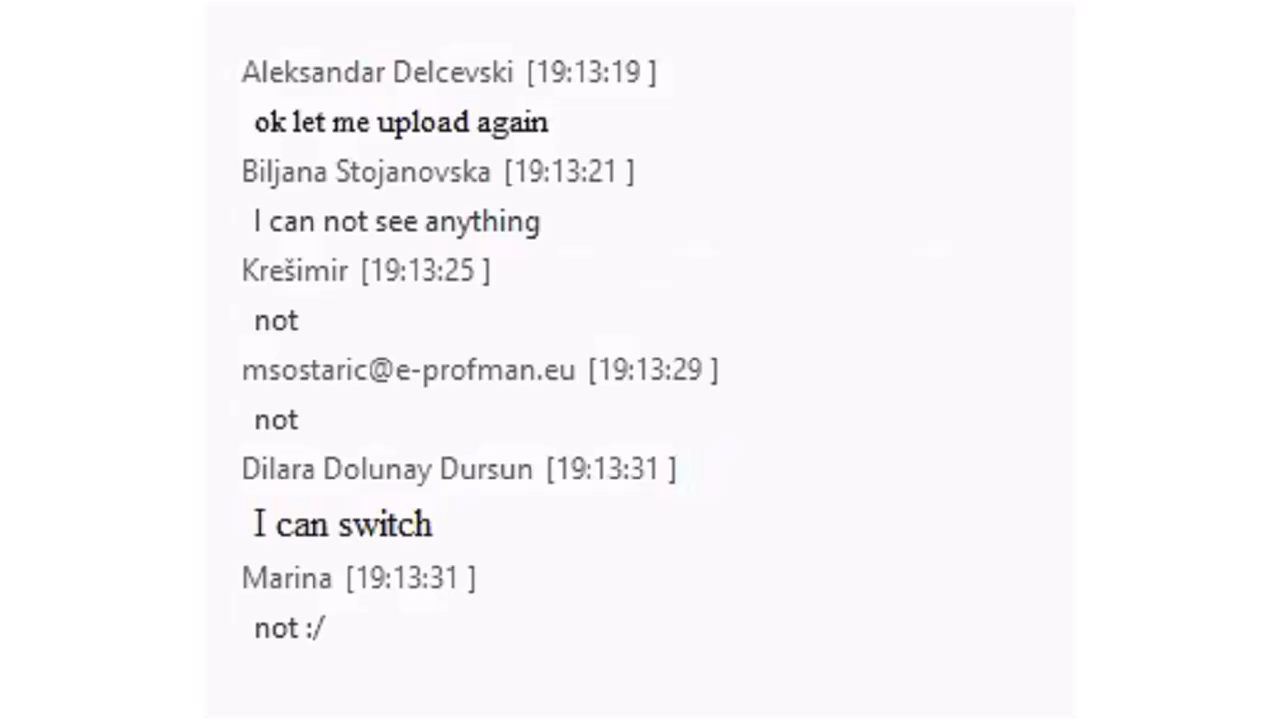 Aleksandar Delcevski [19:13:19 ]
ok let me upload again
Biljana Stojanovska [19:13:21 ]
I can not see anything
Krešimir [19:13:25 ]
not
msostaric@e-profman.eu [19:13:29 ]
not
Dilara Dolunay Dursun [19:13:31 ]
I can switch
Marina [19:13:31 ]
not :/